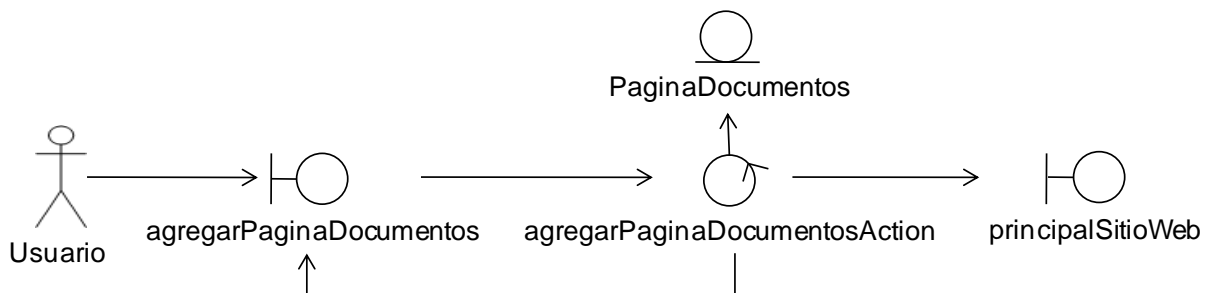 PaginaDocumentos
Usuario
agregarPaginaDocumentos
agregarPaginaDocumentosAction
principalSitioWeb